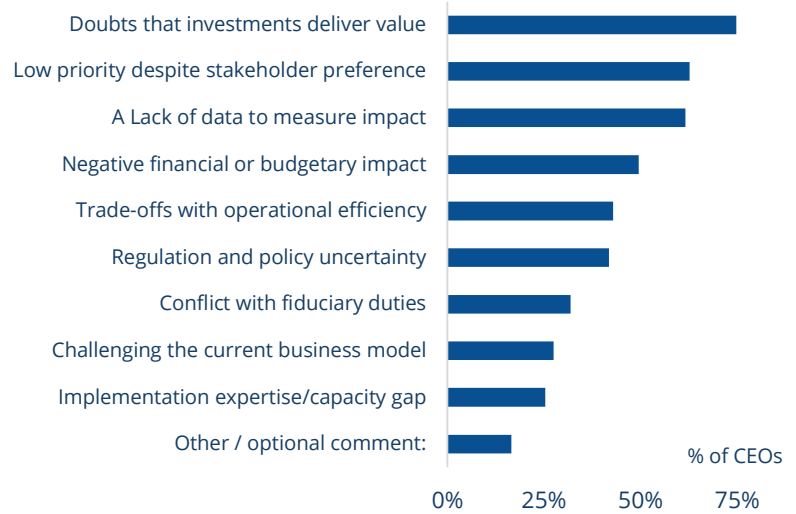 Doubts that investments deliver value
Low priority despite stakeholder preference
A Lack of data to measure impact
Negative financial or budgetary impact
Trade-offs with operational efficiency
Regulation and policy uncertainty
Conflict with fiduciary duties
Challenging the current business model
Implementation expertise/capacity gap
Other / optional comment:
% of CEOs
0% 25% 50% 75%